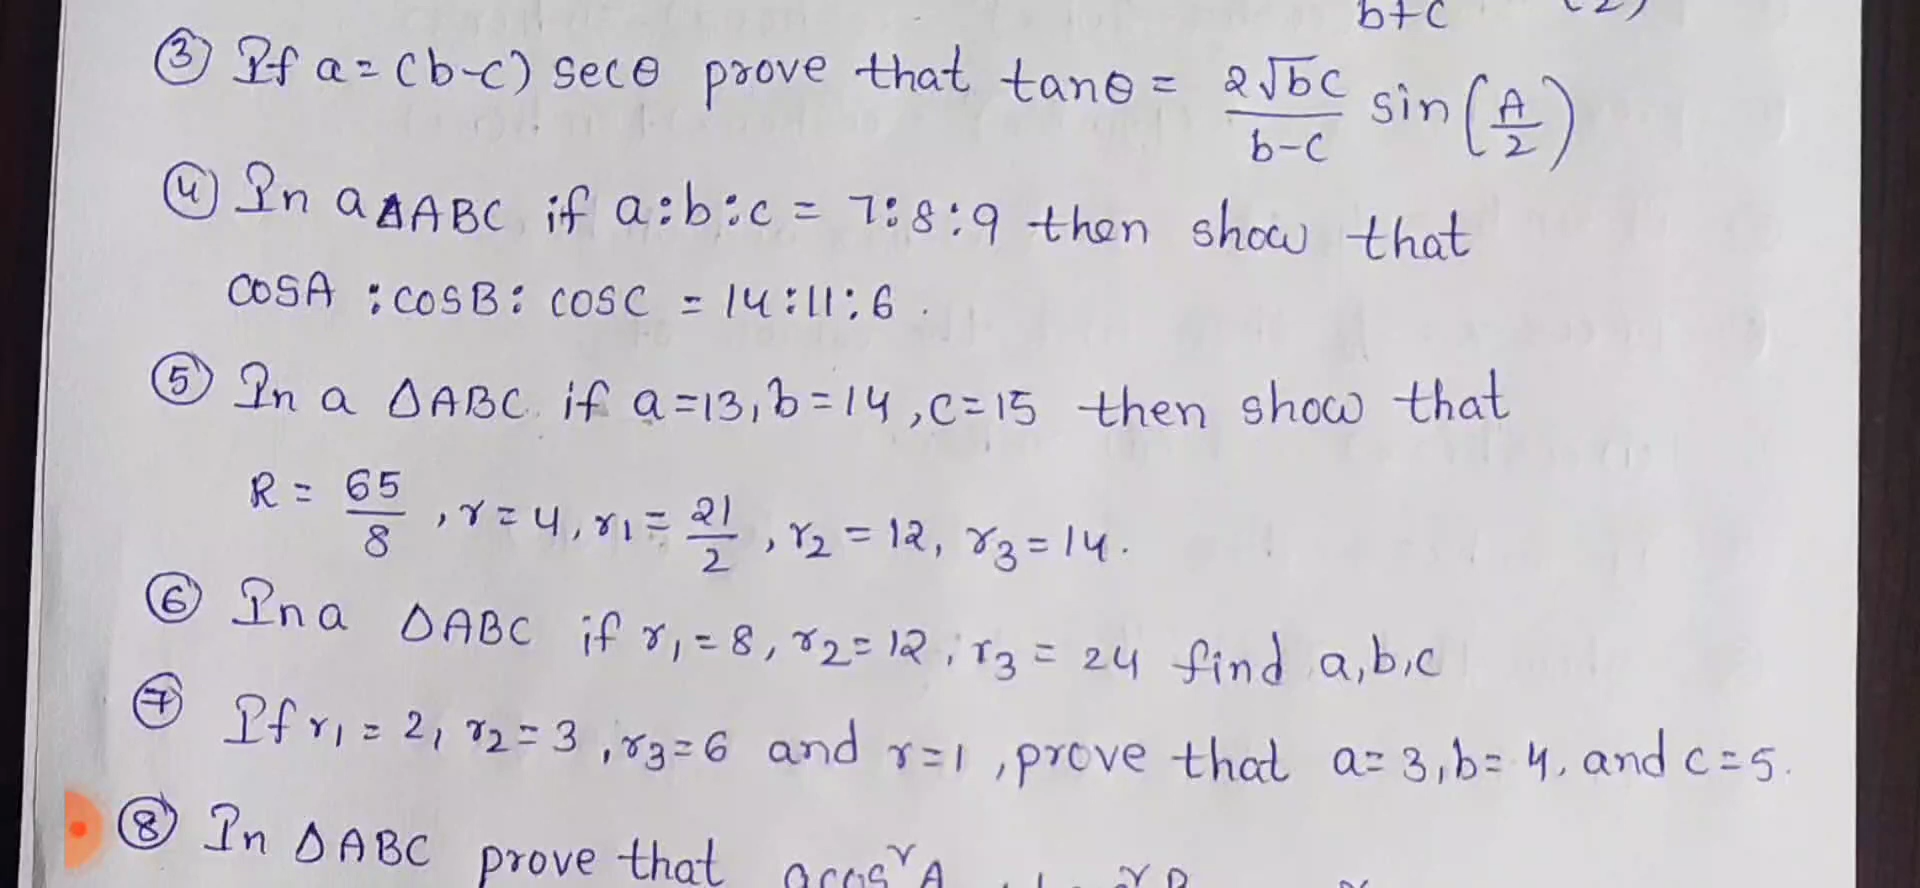 b+c
③ If a = (b-c) secθ prove that tanθ = 2√bc / b-c sin(A/2)
④ In a ΔABC if a:b:c = 7:8:9 then show that
cosA : cosB : cosC = 14:11:6.
⑤ In a ΔABC if a=13, b=14, c=15 then show that
R = 65/8, r=4, r1 = 21/2, r2 = 12, r3 = 14.
⑥ In a ΔABC if r1=8, r2=12, r3 = 24 find a,b,c
⑦ If r1 = 2, r2 = 3, r3 = 6 and r=1, prove that a=3, b=4, and c=5.
⑧ In ΔABC prove that